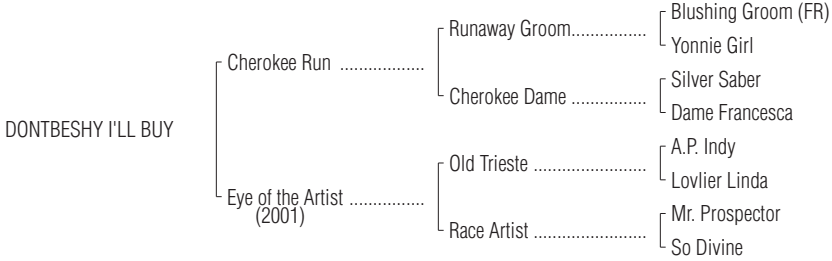 Blushing Groom (FR)
Runaway Groom................
Yonnie Girl
Cherokee Run ..................
Silver Saber
Cherokee Dame ................
Dame Francesca
DONTBESHY I'LL BUY
A.P. Indy
Old Trieste ........................
Lovlier Linda
Eye of the Artist ................
(2001)
Mr. Prospector
Race Artist ........................
So Divine